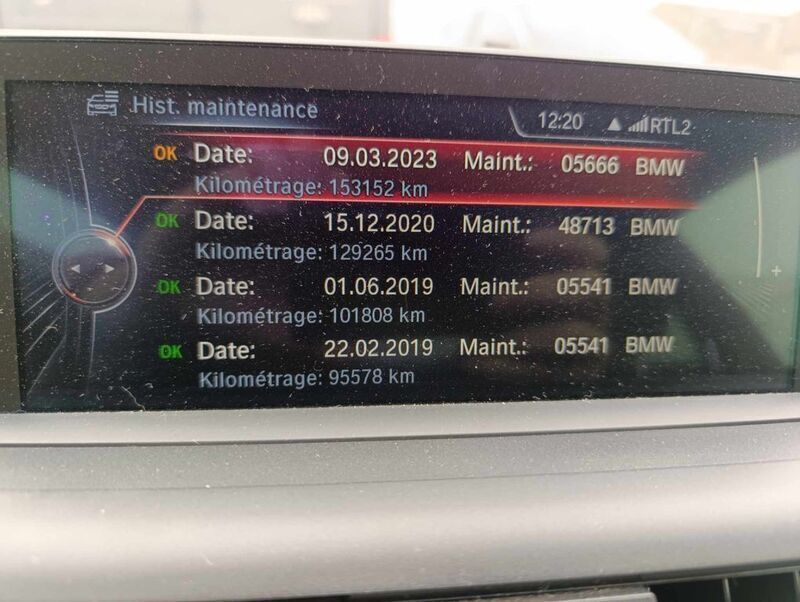 Hist. maintenance 12:20 RTL2
OK Date: 09.03.2023 Maint.: 05666 BMW
Kilométrage: 153152 km
OK Date: 15.12.2020 Maint.: 48713 BMW
Kilométrage: 129265 km
OK Date: 01.06.2019 Maint.: 05541 BMW
Kilométrage: 101808 km
OK Date: 22.02.2019 Maint.: 05541 BMW
Kilométrage: 95578 km